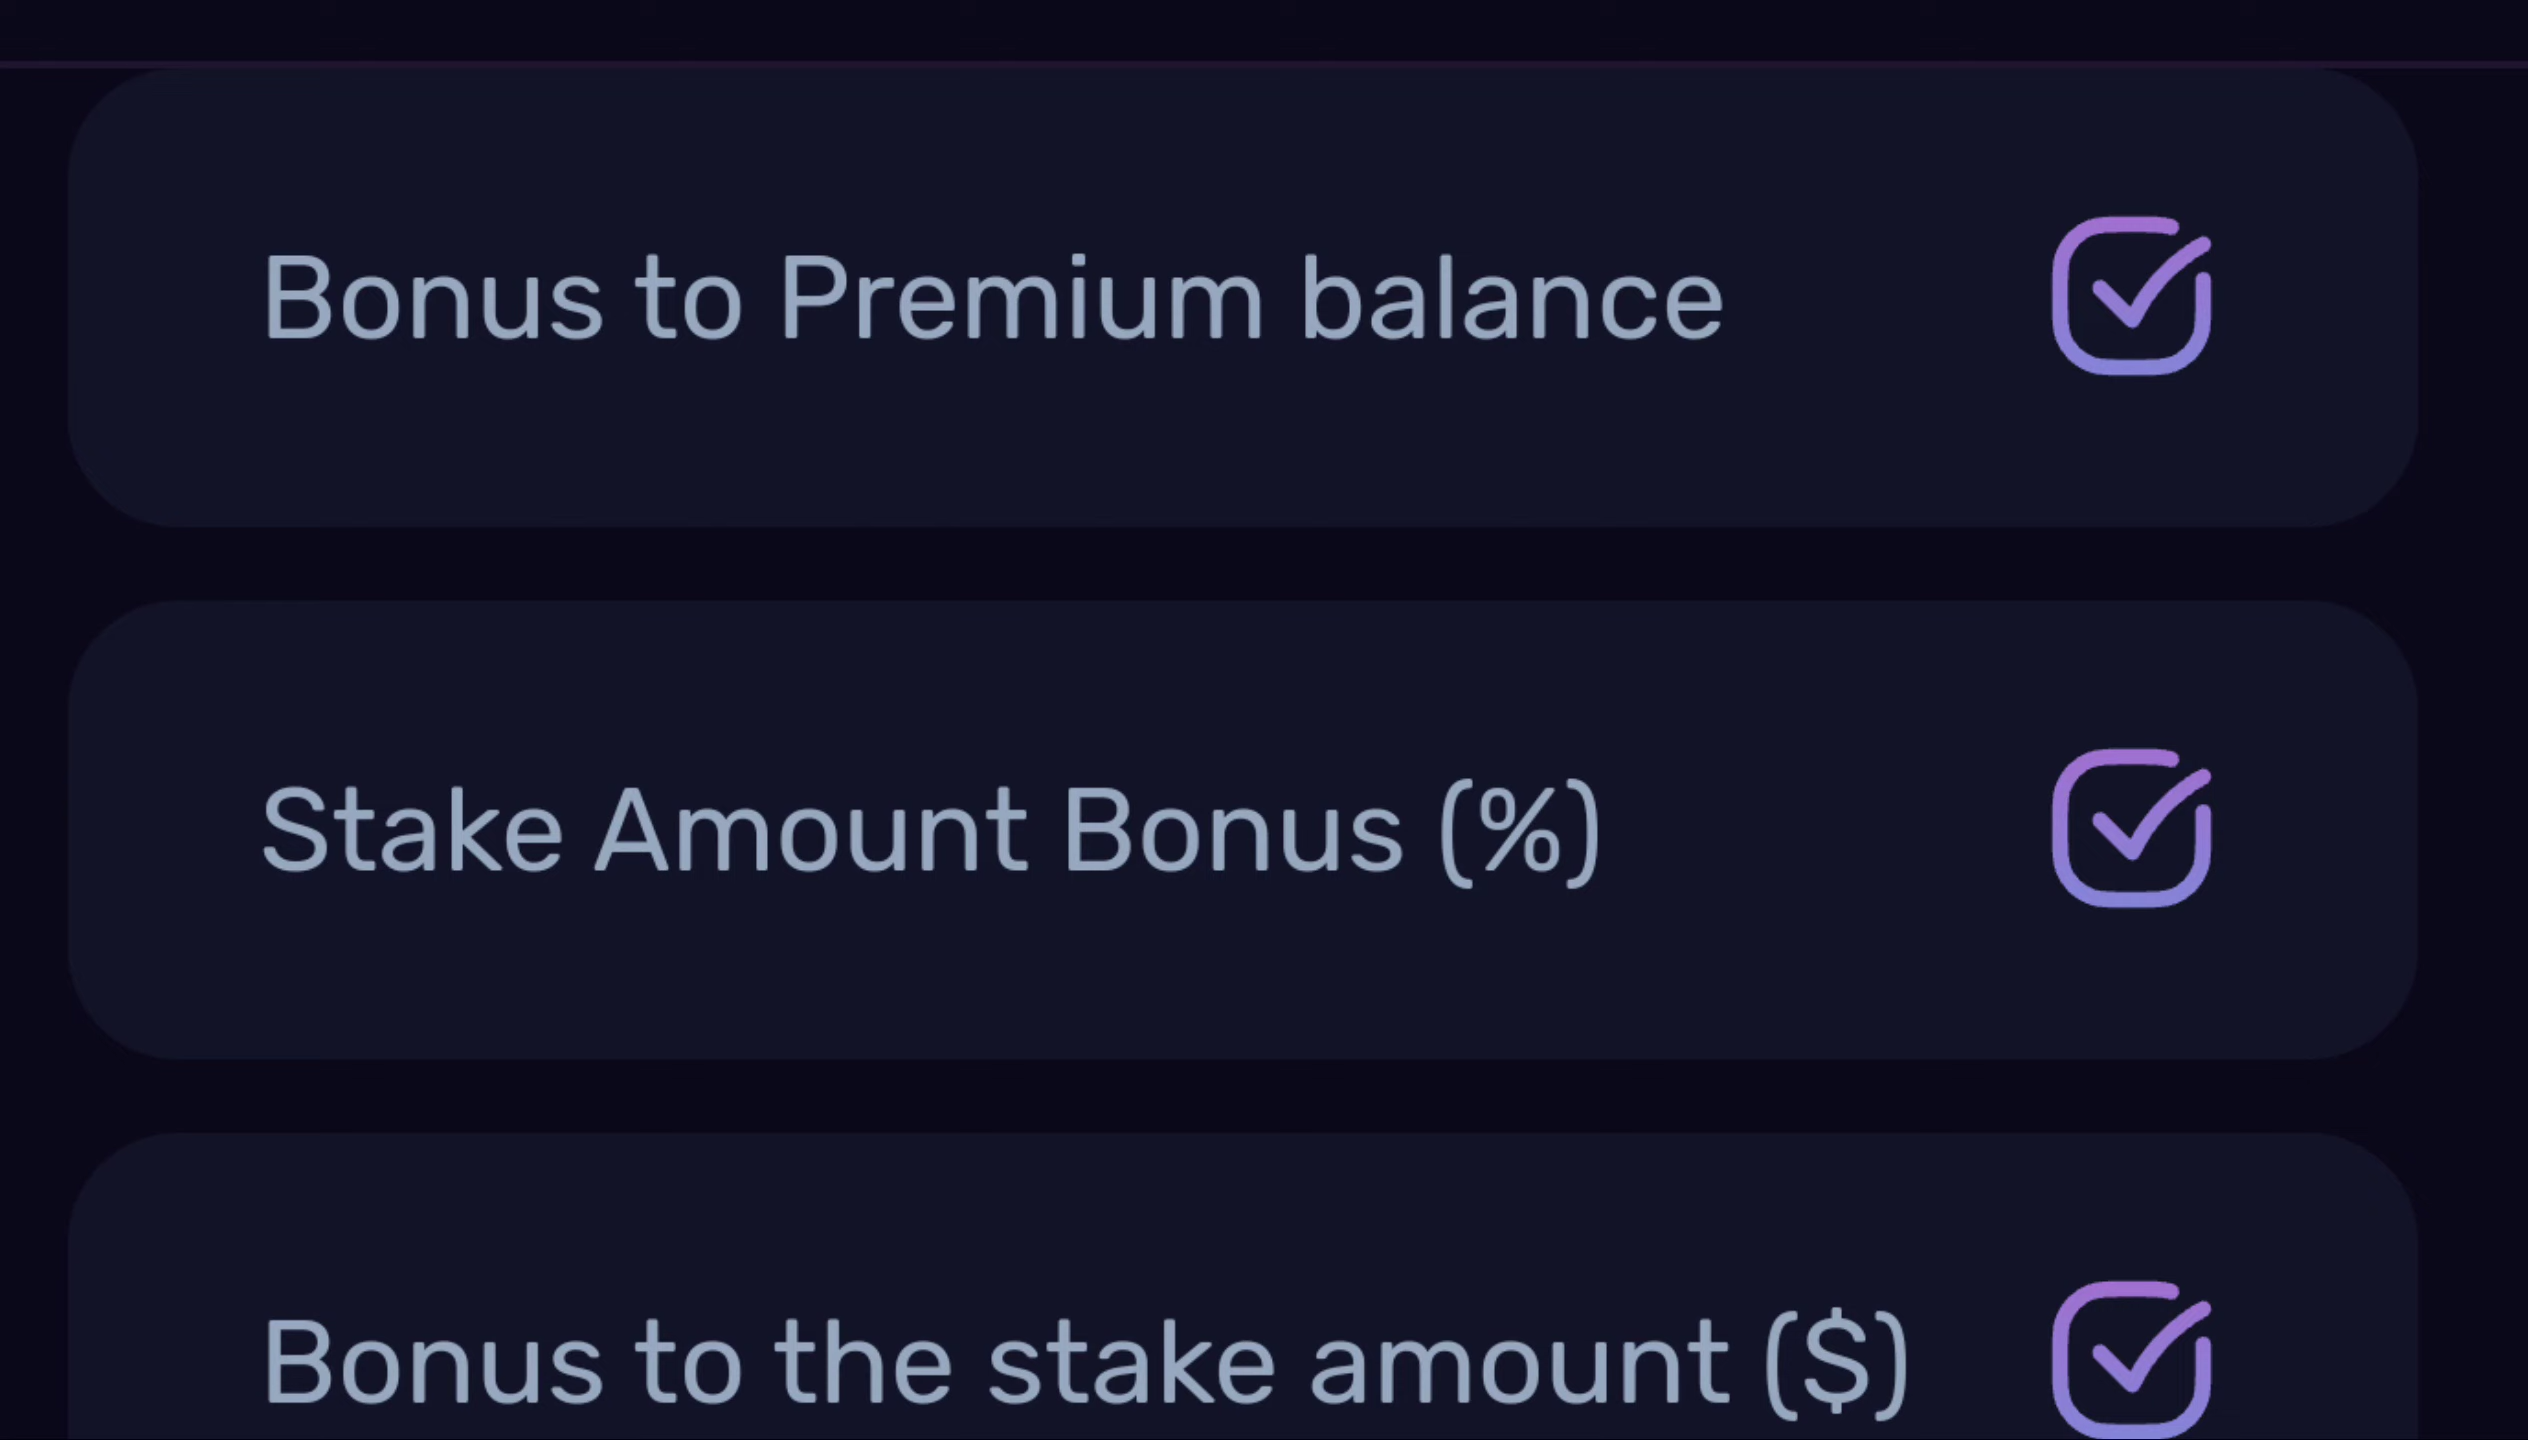 Bonus to Premium balance
Stake Amount Bonus (%)
Bonus to the stake amount ($)